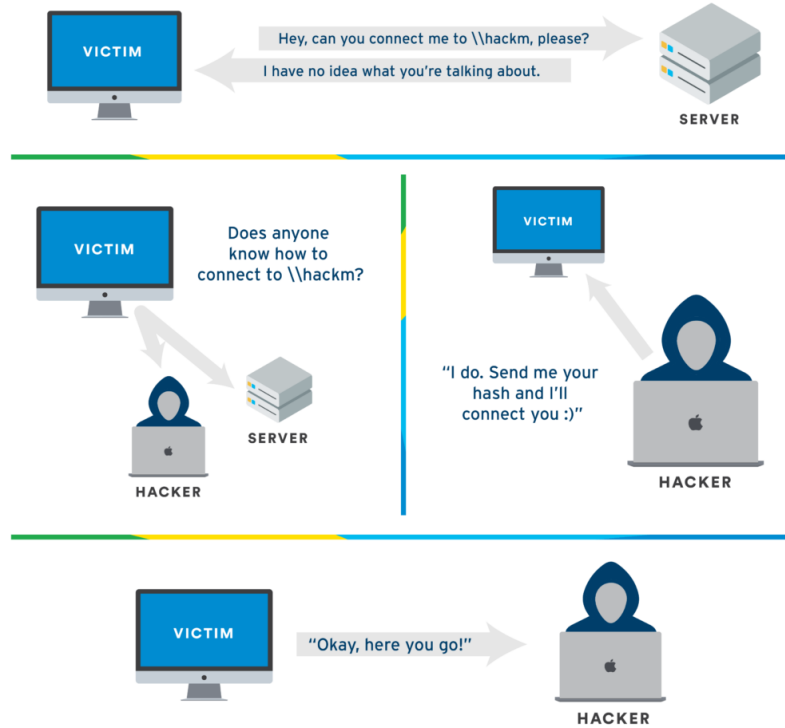 VICTIM
Hey, can you connect me to \\hackm, please?
I have no idea what you're talking about.
SERVER
VICTIM
Does anyone
know how to
connect to \\hackm?
HACKER
SERVER
VICTIM
“I do. Send me your
hash and I'll
connect you :)”
HACKER
VICTIM
“Okay, here you go!”
HACKER